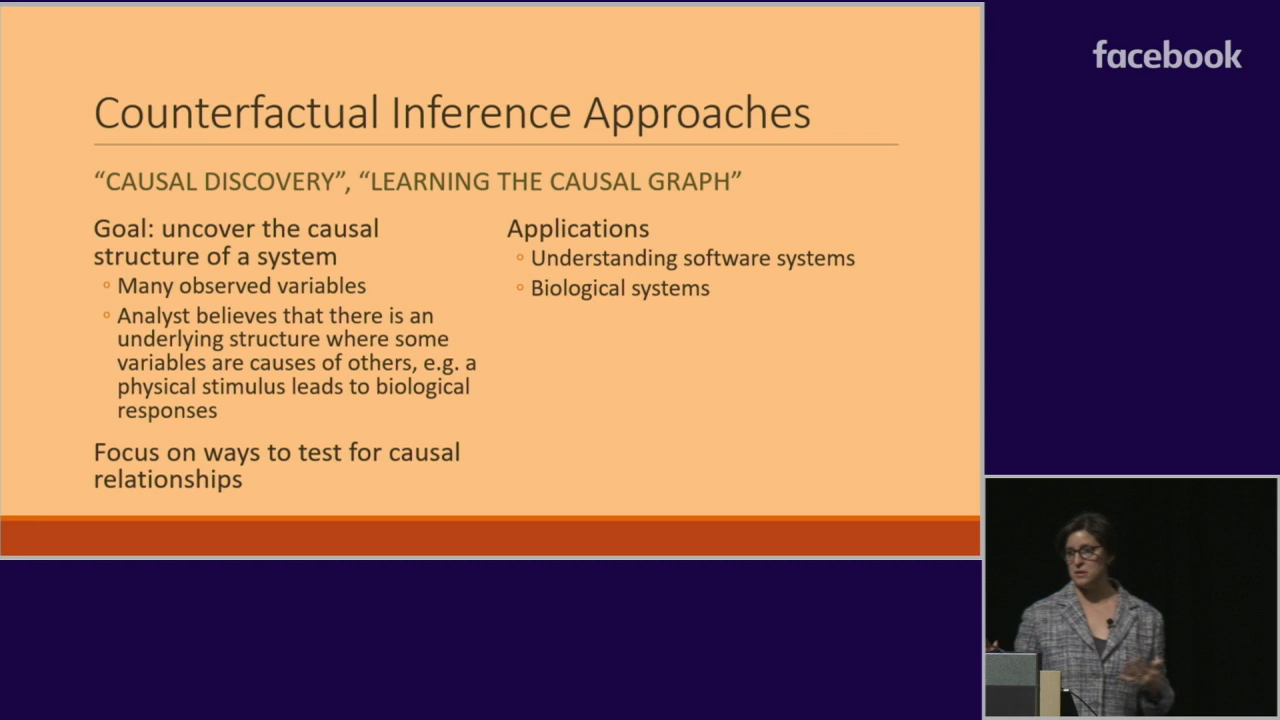 facebook
Counterfactual Inference Approaches
“CAUSAL DISCOVERY”, “LEARNING THE CAUSAL GRAPH”
Goal: uncover the causal
structure of a system
◦ Many observed variables
◦ Analyst believes that there is an
underlying structure where some
variables are causes of others, e.g. a
physical stimulus leads to biological
responses
Focus on ways to test for causal
relationships
Applications
◦ Understanding software systems
◦ Biological systems